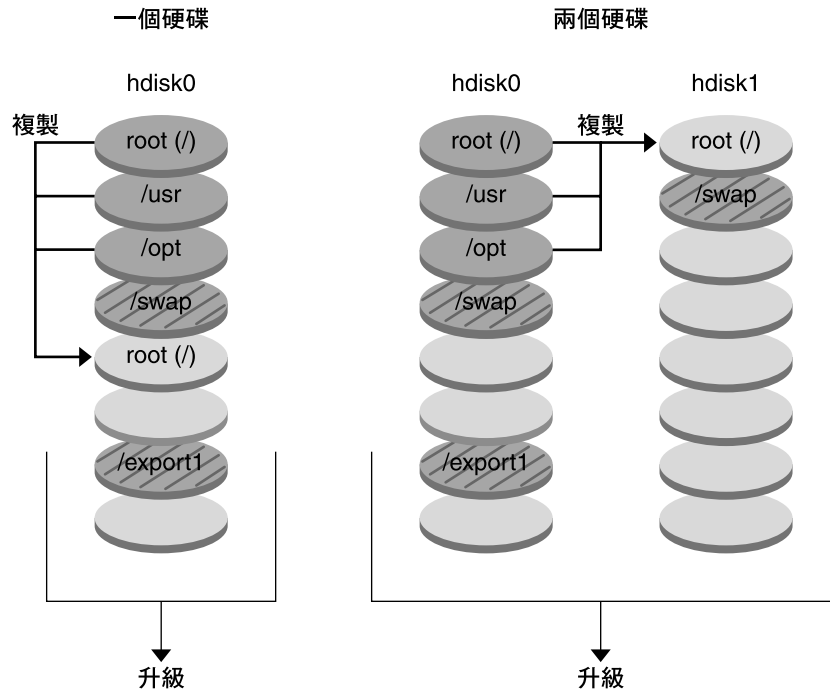 一個硬碟
兩個硬碟
hdisk0
hdisk0
hdisk1
複製
root (/)
/usr
/opt
/swap
root (/)
/export1
root (/)
複製
root (/)
/usr
/swap
/opt
/swap
/export1
升級
升級